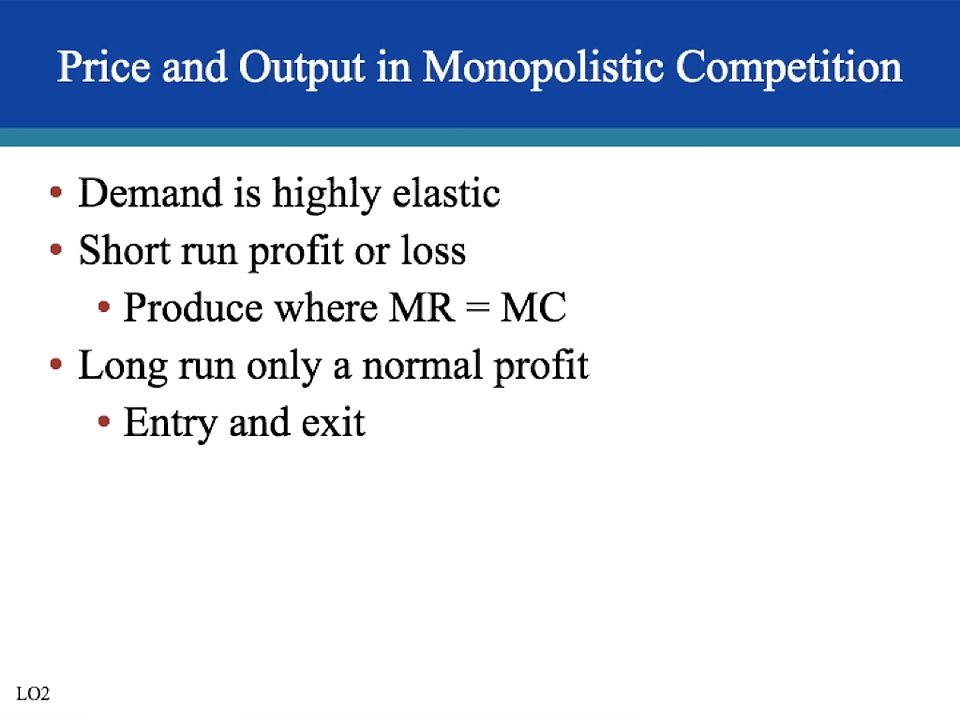 Price and Output in Monopolistic Competition
• Demand is highly elastic
• Short run profit or loss
• Produce where MR = MC
• Long run only a normal profit
• Entry and exit
LO2